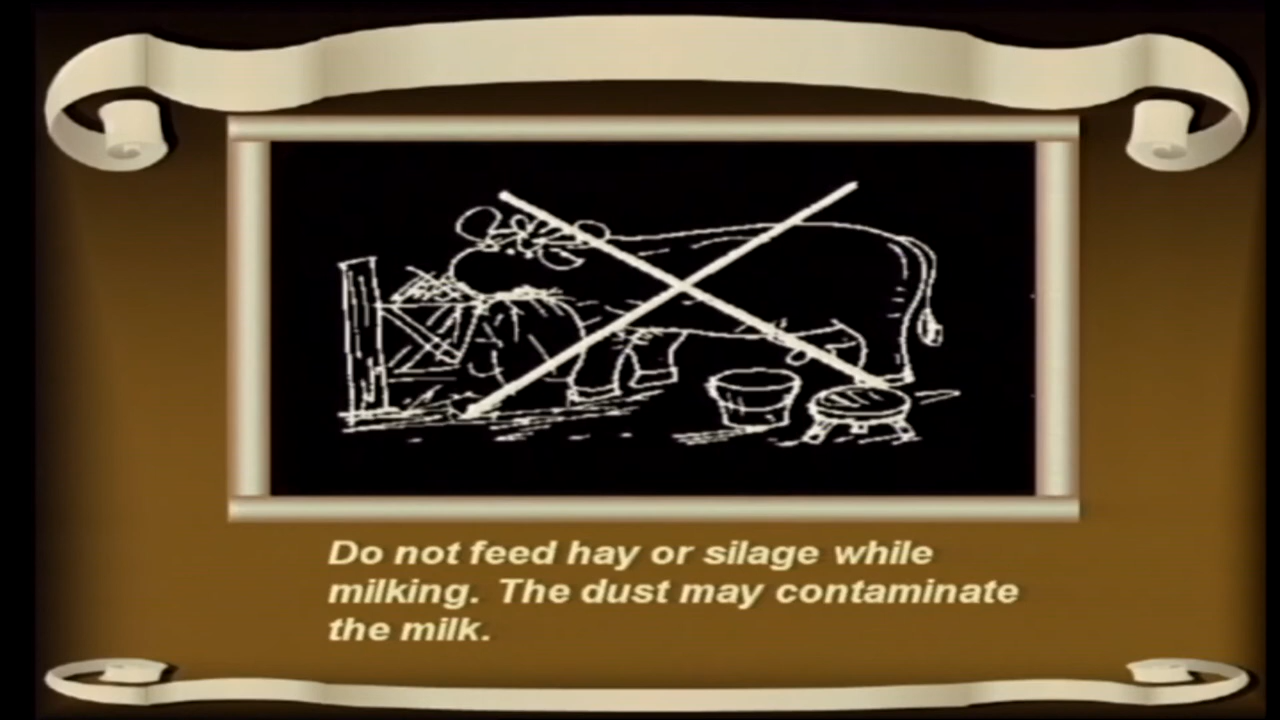 Do not feed hay or silage while
milking. The dust may contaminate
the milk.